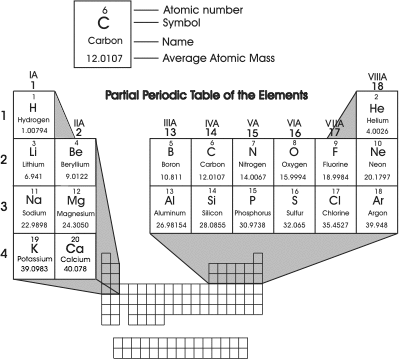 6 Atomic number
C Symbol
Carbon Name
12.0107 Average Atomic Mass
Partial Periodic Table of the Elements
IA
1
VIIIA
18
IIA
2
IIIA IVA VA VIA VIIA
13 14 15 16 17
1
1 2
H He
Hydrogen Helium
1.00794 4.0026
2
3 4 5 6 7 8 9 10
Li Be B C N O F Ne
Lithium Beryllium Boron Carbon Nitrogen Oxygen Fluorine Neon
6.941 9.0122 10.811 12.0107 14.0067 15.9994 18.9984 20.1797
3
11 12 13 14 15 16 17 18
Na Mg Al Si P S Cl Ar
Sodium Magnesium Aluminum Silicon Phosphorus Sulfur Chlorine Argon
22.9898 24.3050 26.98154 28.0855 30.9738 32.065 35.4527 39.948
4
19 20
K Ca
Potassium Calcium
39.0983 40.078